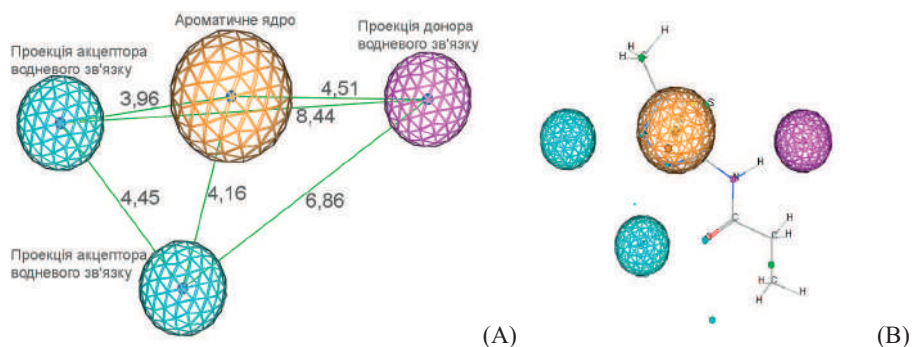 Ароматичне ядро
Проекція акцептора
водневого зв'язку
Проекція донора
водневого зв'язку
3,96
4,51
8,44
4,45
4,16
6,86
Проекція акцептора
водневого зв'язку
(A)
H
H
H
C
S
N
H
C
O
C
H
H
H
C
H
H
(B)